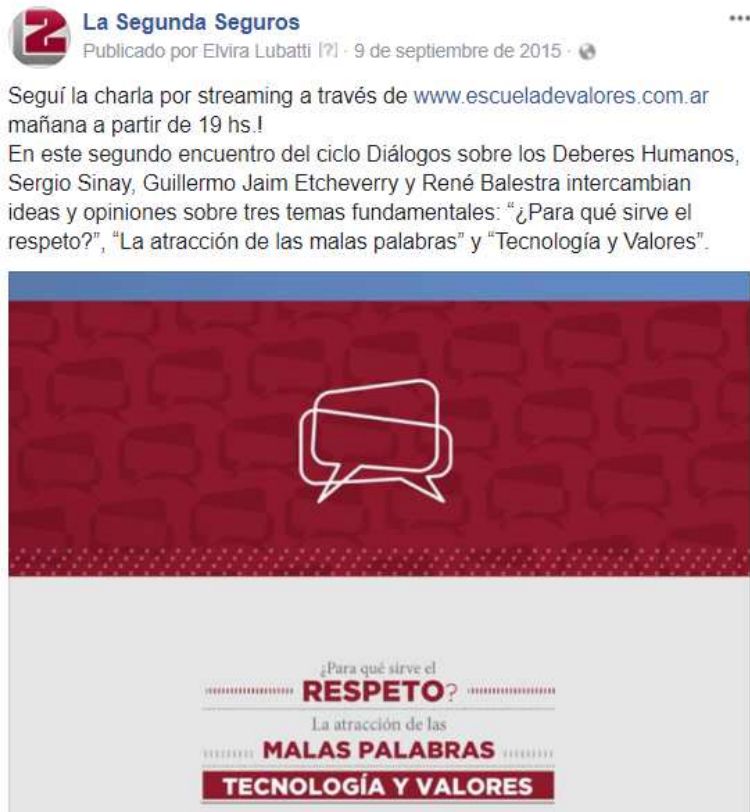 La Segunda Seguros
Publicado por Elvira Lubatti [?] · 9 de septiembre de 2015 ·
Seguí la charla por streaming a través de www.escueladevalores.com.ar
mañana a partir de 19 hs.!
En este segundo encuentro del ciclo Diálogos sobre los Deberes Humanos,
Sergio Sinay, Guillermo Jaim Etcheverry y René Balestra intercambian
ideas y opiniones sobre tres temas fundamentales: “¿Para qué sirve el
respeto?”, “La atracción de las malas palabras” y “Tecnología y Valores”.
¿Para qué sirve el
RESPETO?
La atracción de las
MALAS PALABRAS
TECNOLOGÍA Y VALORES